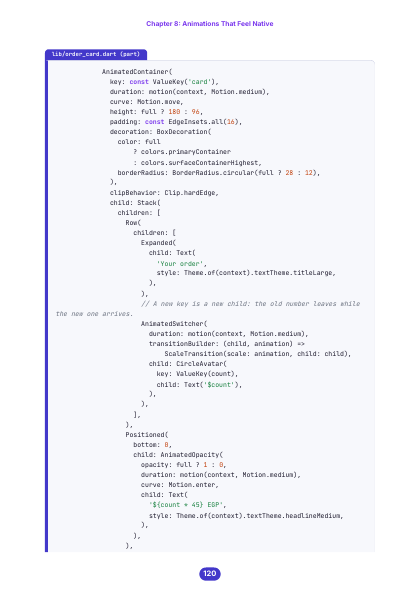 Chapter 8: Animations That Feel Native
lib/order_card.dart (part)
AnimatedContainer(
key: const ValueKey('card'),
duration: motion(context, Motion.medium),
curve: Motion.move,
height: full ? 180 : 96,
padding: const EdgeInsets.all(16),
decoration: BoxDecoration(
color: full
? colors.primaryContainer
: colors.surfaceContainerHighest,
borderRadius: BorderRadius.circular(full ? 28 : 12),
),
clipBehavior: Clip.hardEdge,
child: Stack(
children: [
Row(
children: [
Expanded(
child: Text(
'Your order',
style: Theme.of(context).textTheme.titleLarge,
),
),
// A new key is a new child: the old number leaves while
the new one arrives.
AnimatedSwitcher(
duration: motion(context, Motion.medium),
transitionBuilder: (child, animation) =>
ScaleTransition(scale: animation, child: child),
child: CircleAvatar(
key: ValueKey(count),
child: Text('$count'),
),
),
],
),
Positioned(
bottom: 0,
child: AnimatedOpacity(
opacity: full ? 1 : 0,
duration: motion(context, Motion.medium),
curve: Motion.enter,
child: Text(
'${count * 45} EGP',
style: Theme.of(context).textTheme.headlineMedium,
),
),
),
120